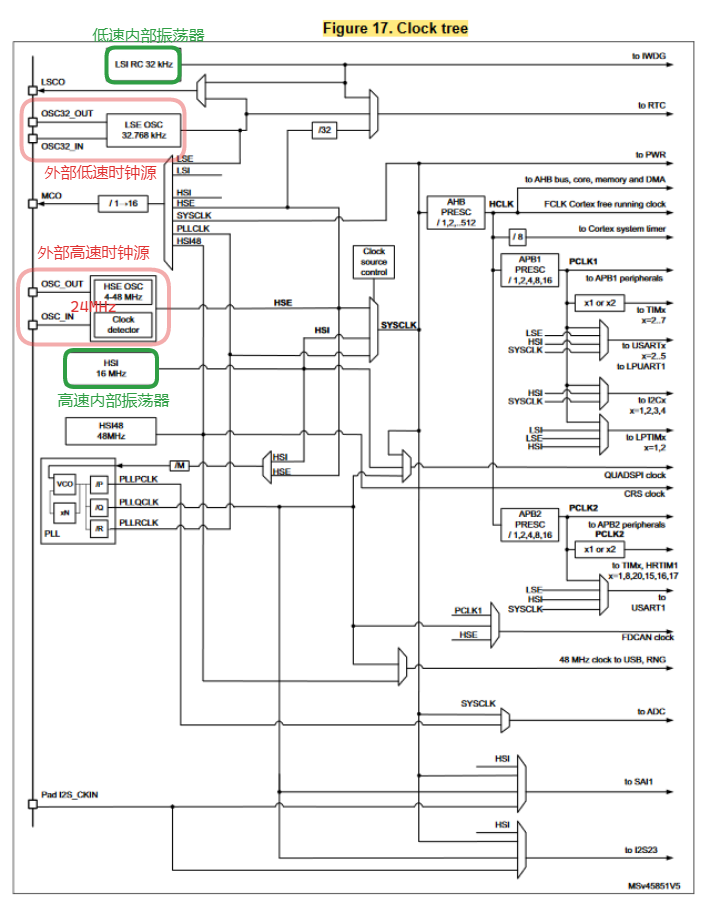 Figure 17. Clock tree
低速内部振荡器
LSI RC 32 kHz
to IWDG
LSCO
OSC32_OUT
LSE OSC
32.768 kHz
OSC32_IN
to RTC
/32
外部低速时钟源
LSE
LSI
to PWR
MCO
/ 1→16
HSI
HSE
SYSCLK
PLLCLK
HSI48
AHB
PRESC
/ 1,2,..512
HCLK
to AHB bus, core, memory and DMA
FCLK Cortex free running clock
/ 8
to Cortex system timer
外部高速时钟源
Clock
source
control
APB1
PRESC
/ 1,2,4,8,16
PCLK1
to APB1 peripherals
OSC_OUT
HSE OSC
4-48 MHz
24MHz
OSC_IN
Clock
detector
HSE
HSI
SYSCLK
x1 or x2
to TIMx
x=2..7
LSE
HSI
SYSCLK
to USARTx
x=2..5
to LPUART1
HSI
16 MHz
高速内部振荡器
HSI
SYSCLK
to I2Cx
x=1,2,3,4
HSI48
48MHz
LSI
LSE
HSI
to LPTIMx
x=1,2
/M
HSI
HSE
QUADSPI clock
CRS clock
VCO
xN
PLL
/P
/Q
/R
PLLPCLK
PLLQCLK
PLLRCLK
APB2
PRESC
/ 1,2,4,8,16
PCLK2
to APB2 peripherals
PCLK2
x1 or x2
to TIMx, HRTIM1
x=1,8,20,15,16,17
LSE
HSI
SYSCLK
to
USART1
PCLK1
HSE
FDCAN clock
48 MHz clock to USB, RNG
SYSCLK
to ADC
HSI
to SAI1
Pad I2S_CKIN
HSI
to I2S23
MSv45851V5